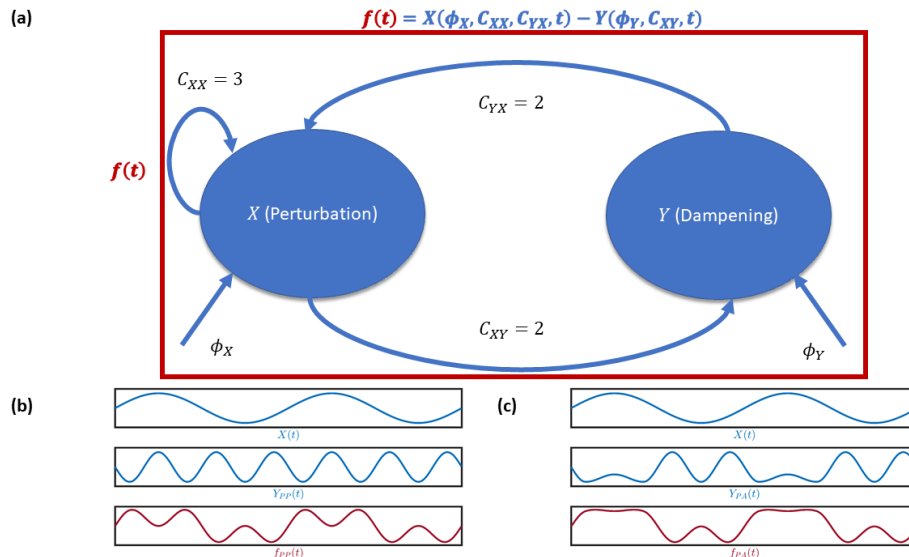 (a)
f(t) = X(ϕ_X, C_XX, C_YX, t) − Y(ϕ_Y, C_XY, t)
C_XX = 3
C_YX = 2
f(t)
X (Perturbation)
Y (Dampening)
C_XY = 2
ϕ_X
ϕ_Y
(b)
X(t)
Y_PP(t)
f_PP(t)
(c)
X(t)
Y_PA(t)
f_PA(t)